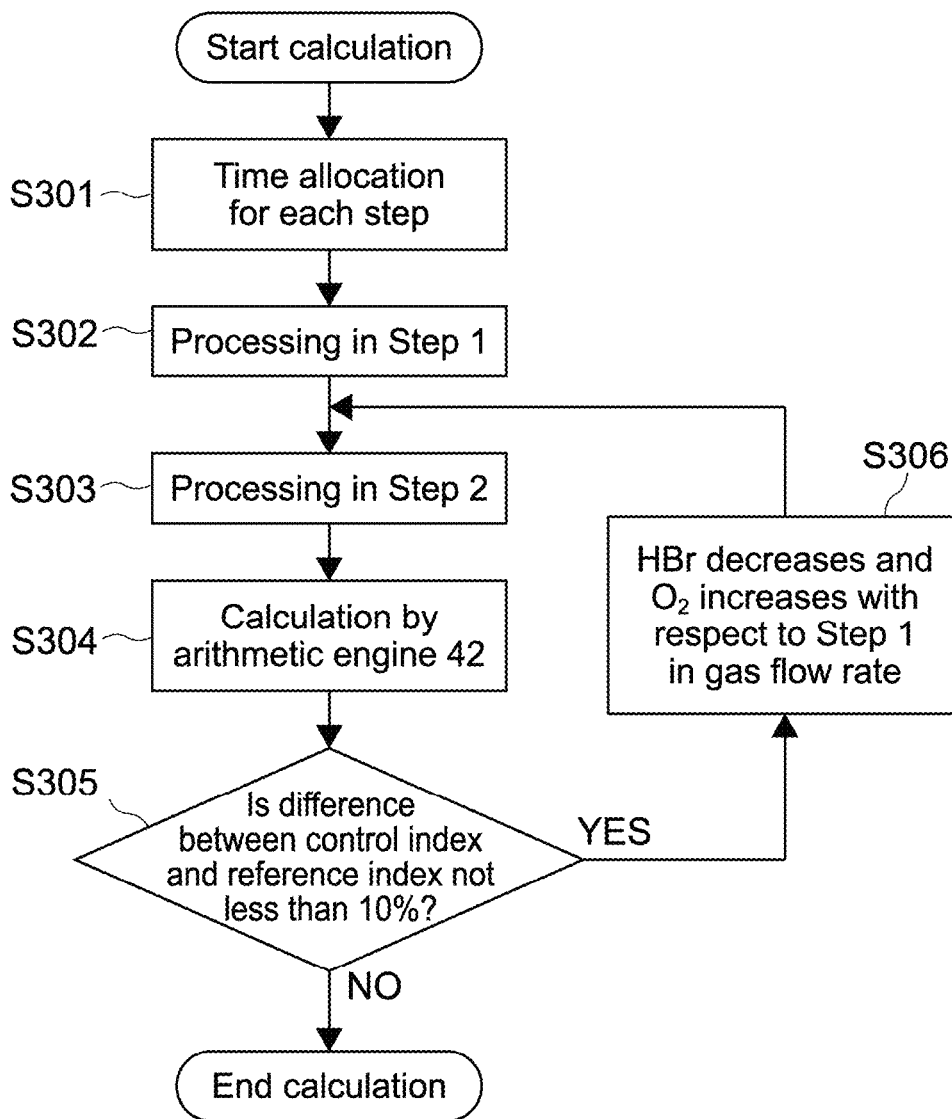 Start calculation
S301
Time allocation
for each step
S302
Processing in Step 1
S303
Processing in Step 2
S306
HBr decreases and
O₂ increases with
respect to Step 1
in gas flow rate
S304
Calculation by
arithmetic engine 42
S305
Is difference
between control index
and reference index not
less than 10%?
YES
NO
End calculation